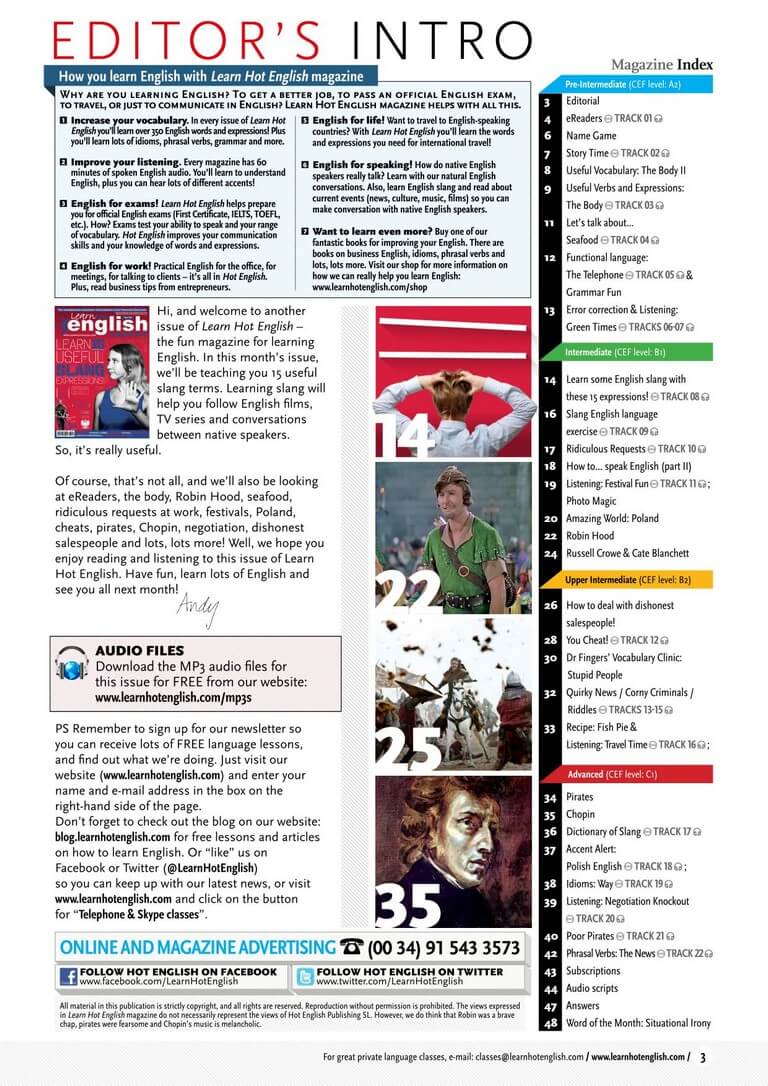 EDITOR'S INTRO
How you learn English with Learn Hot English magazine
WHY ARE YOU LEARNING ENGLISH? TO GET A BETTER JOB, TO PASS AN OFFICIAL ENGLISH EXAM,
TO TRAVEL, OR JUST TO COMMUNICATE IN ENGLISH? LEARN HOT ENGLISH MAGAZINE HELPS WITH ALL THIS.
1 Increase your vocabulary. In every issue of Learn Hot
English you'll learn over 350 English words and expressions! Plus
you'll learn lots of idioms, phrasal verbs, grammar and more.
2 Improve your listening. Every magazine has 60
minutes of spoken English audio. You'll learn to understand
English, plus you can hear lots of different accents!
3 English for exams! Learn Hot English helps prepare
you for official English exams (First Certificate, IELTS, TOEFL,
etc.). How? Exams test your ability to speak and your range
of vocabulary. Hot English improves your communication
skills and your knowledge of words and expressions.
4 English for work! Practical English for the office, for
meetings, for talking to clients – it's all in Hot English.
Plus, read business tips from entrepreneurs.
5 English for life! Want to travel to English-speaking
countries? With Learn Hot English you'll learn the words
and expressions you need for international travel!
6 English for speaking! How do native English
speakers really talk? Learn with our natural English
conversations. Also, learn English slang and read about
current events (news, culture, music, films) so you can
make conversation with native English speakers.
7 Want to learn even more? Buy one of our
fantastic books for improving your English. There are
books on business English, idioms, phrasal verbs and
lots, lots more. Visit our shop for more information on
how we can really help you learn English:
www.learnhotenglish.com/shop
Learn
english
LEARN 15
USEFUL
SLANG
EXPRESSIONS!
Hi, and welcome to another
issue of Learn Hot English –
the fun magazine for learning
English. In this month's issue,
we'll be teaching you 15 useful
slang terms. Learning slang will
help you follow English films,
TV series and conversations
between native speakers.
So, it's really useful.
Of course, that's not all, and we'll also be looking
at eReaders, the body, Robin Hood, seafood,
ridiculous requests at work, festivals, Poland,
cheats, pirates, Chopin, negotiation, dishonest
salespeople and lots, lots more! Well, we hope you
enjoy reading and listening to this issue of Learn
Hot English. Have fun, learn lots of English and
see you all next month!
Andy
AUDIO FILES
Download the MP3 audio files for
this issue for FREE from our website:
www.learnhotenglish.com/mp3s
PS Remember to sign up for our newsletter so
you can receive lots of FREE language lessons,
and find out what we're doing. Just visit our
website (www.learnhotenglish.com) and enter your
name and e-mail address in the box on the
right-hand side of the page.
Don't forget to check out the blog on our website:
blog.learnhotenglish.com for free lessons and articles
on how to learn English. Or "like" us on
Facebook or Twitter (@LearnHotEnglish)
so you can keep up with our latest news, or visit
www.learnhotenglish.com and click on the button
for "Telephone & Skype classes".
14
22
25
35
ONLINE AND MAGAZINE ADVERTISING ☎ (00 34) 91 543 3573
FOLLOW HOT ENGLISH ON FACEBOOK
www.facebook.com/LearnHotEnglish
FOLLOW HOT ENGLISH ON TWITTER
www.twitter.com/LearnHotEnglish
All material in this publication is strictly copyright, and all rights are reserved. Reproduction without permission is prohibited. The views expressed
in Learn Hot English magazine do not necessarily represent the views of Hot English Publishing SL. However, we do think that Robin was a brave
chap, pirates were fearsome and Chopin's music is melancholic.
Magazine Index
Pre-Intermediate (CEF level: A2)
3 Editorial
4 eReaders TRACK 01
6 Name Game
7 Story Time TRACK 02
8 Useful Vocabulary: The Body II
9 Useful Verbs and Expressions:
The Body TRACK 03
11 Let's talk about...
Seafood TRACK 04
12 Functional language:
The Telephone TRACK 05 &
Grammar Fun
13 Error correction & Listening:
Green Times TRACKS 06-07
Intermediate (CEF level: B1)
14 Learn some English slang with
these 15 expressions! TRACK 08
16 Slang English language
exercise TRACK 09
17 Ridiculous Requests TRACK 10
18 How to... speak English (part II)
19 Listening: Festival Fun TRACK 11 ;
Photo Magic
20 Amazing World: Poland
22 Robin Hood
24 Russell Crowe & Cate Blanchett
Upper Intermediate (CEF level: B2)
26 How to deal with dishonest
salespeople!
28 You Cheat! TRACK 12
30 Dr Fingers' Vocabulary Clinic:
Stupid People
32 Quirky News / Corny Criminals /
Riddles TRACKS 13-15
33 Recipe: Fish Pie &
Listening: Travel Time TRACK 16 ;
Advanced (CEF level: C1)
34 Pirates
35 Chopin
36 Dictionary of Slang TRACK 17
37 Accent Alert:
Polish English TRACK 18 ;
38 Idioms: Way TRACK 19
39 Listening: Negotiation Knockout
TRACK 20
40 Poor Pirates TRACK 21
42 Phrasal Verbs: The News TRACK 22
43 Subscriptions
44 Audio scripts
47 Answers
48 Word of the Month: Situational Irony
For great private language classes, e-mail: classes@learnhotenglish.com / www.learnhotenglish.com / 3